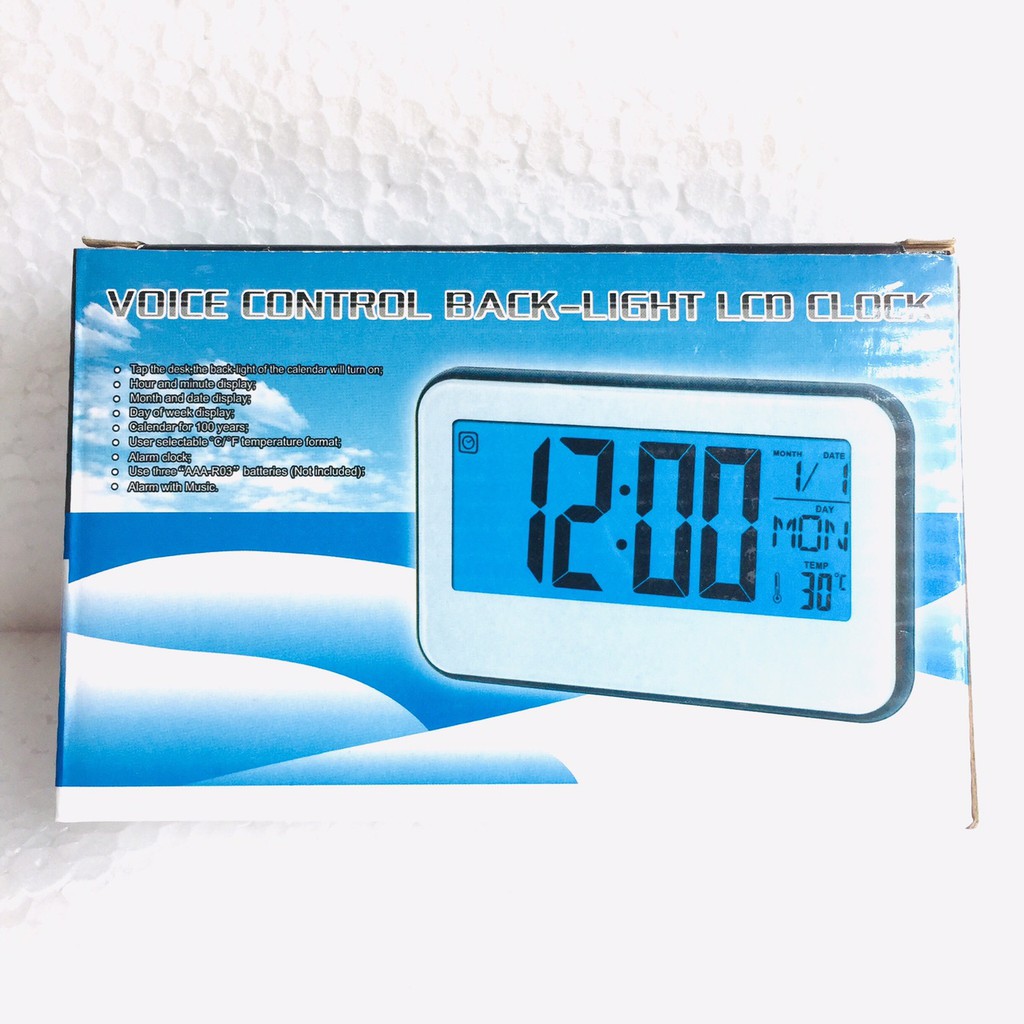 VOICE CONTROL BACK-LIGHT LCD CLOCK
Tap the desk,the back-light of the calendar will turn on;
Hour and minute display;
Month and date display;
Day of week display;
Calendar for 100 years;
User selectable °C/°F temperature format;
Alarm clock;
Use three “AAA-R03” batteries (Not included);
Alarm with Music.
12:00
MONTH DATE
1/ 1
DAY
MON
TEMP
30°C